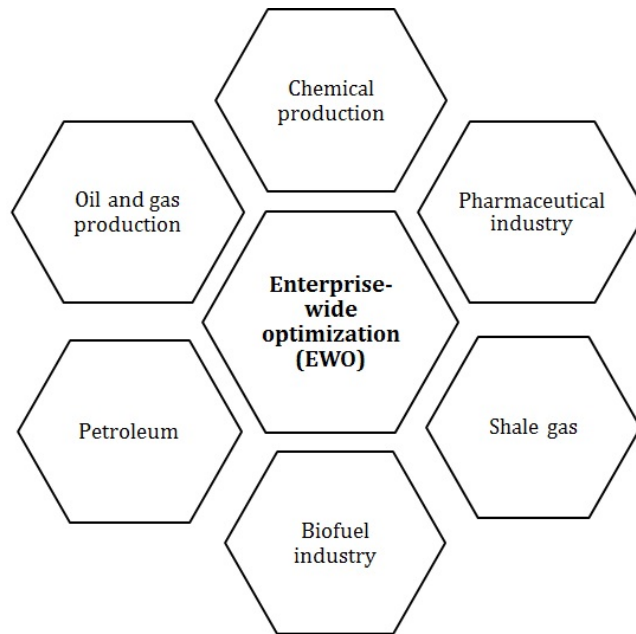 Chemical
production
Oil and gas
production
Pharmaceutical
industry
Enterprise-
wide
optimization
(EWO)
Petroleum
Shale gas
Biofuel
industry